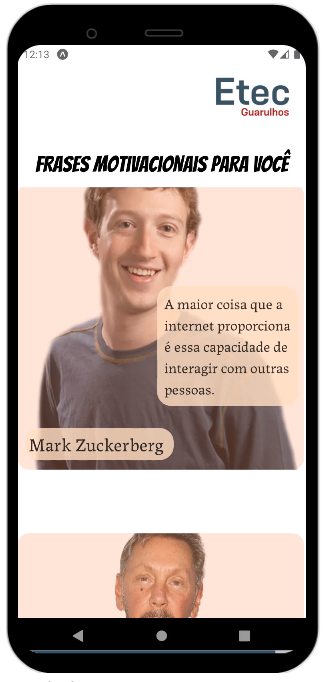 12:13
Etec
Guarulhos
FRASES MOTIVACIONAIS PARA VOCÊ
A maior coisa que a
internet proporciona
é essa capacidade de
interagir com outras
pessoas.
Mark Zuckerberg